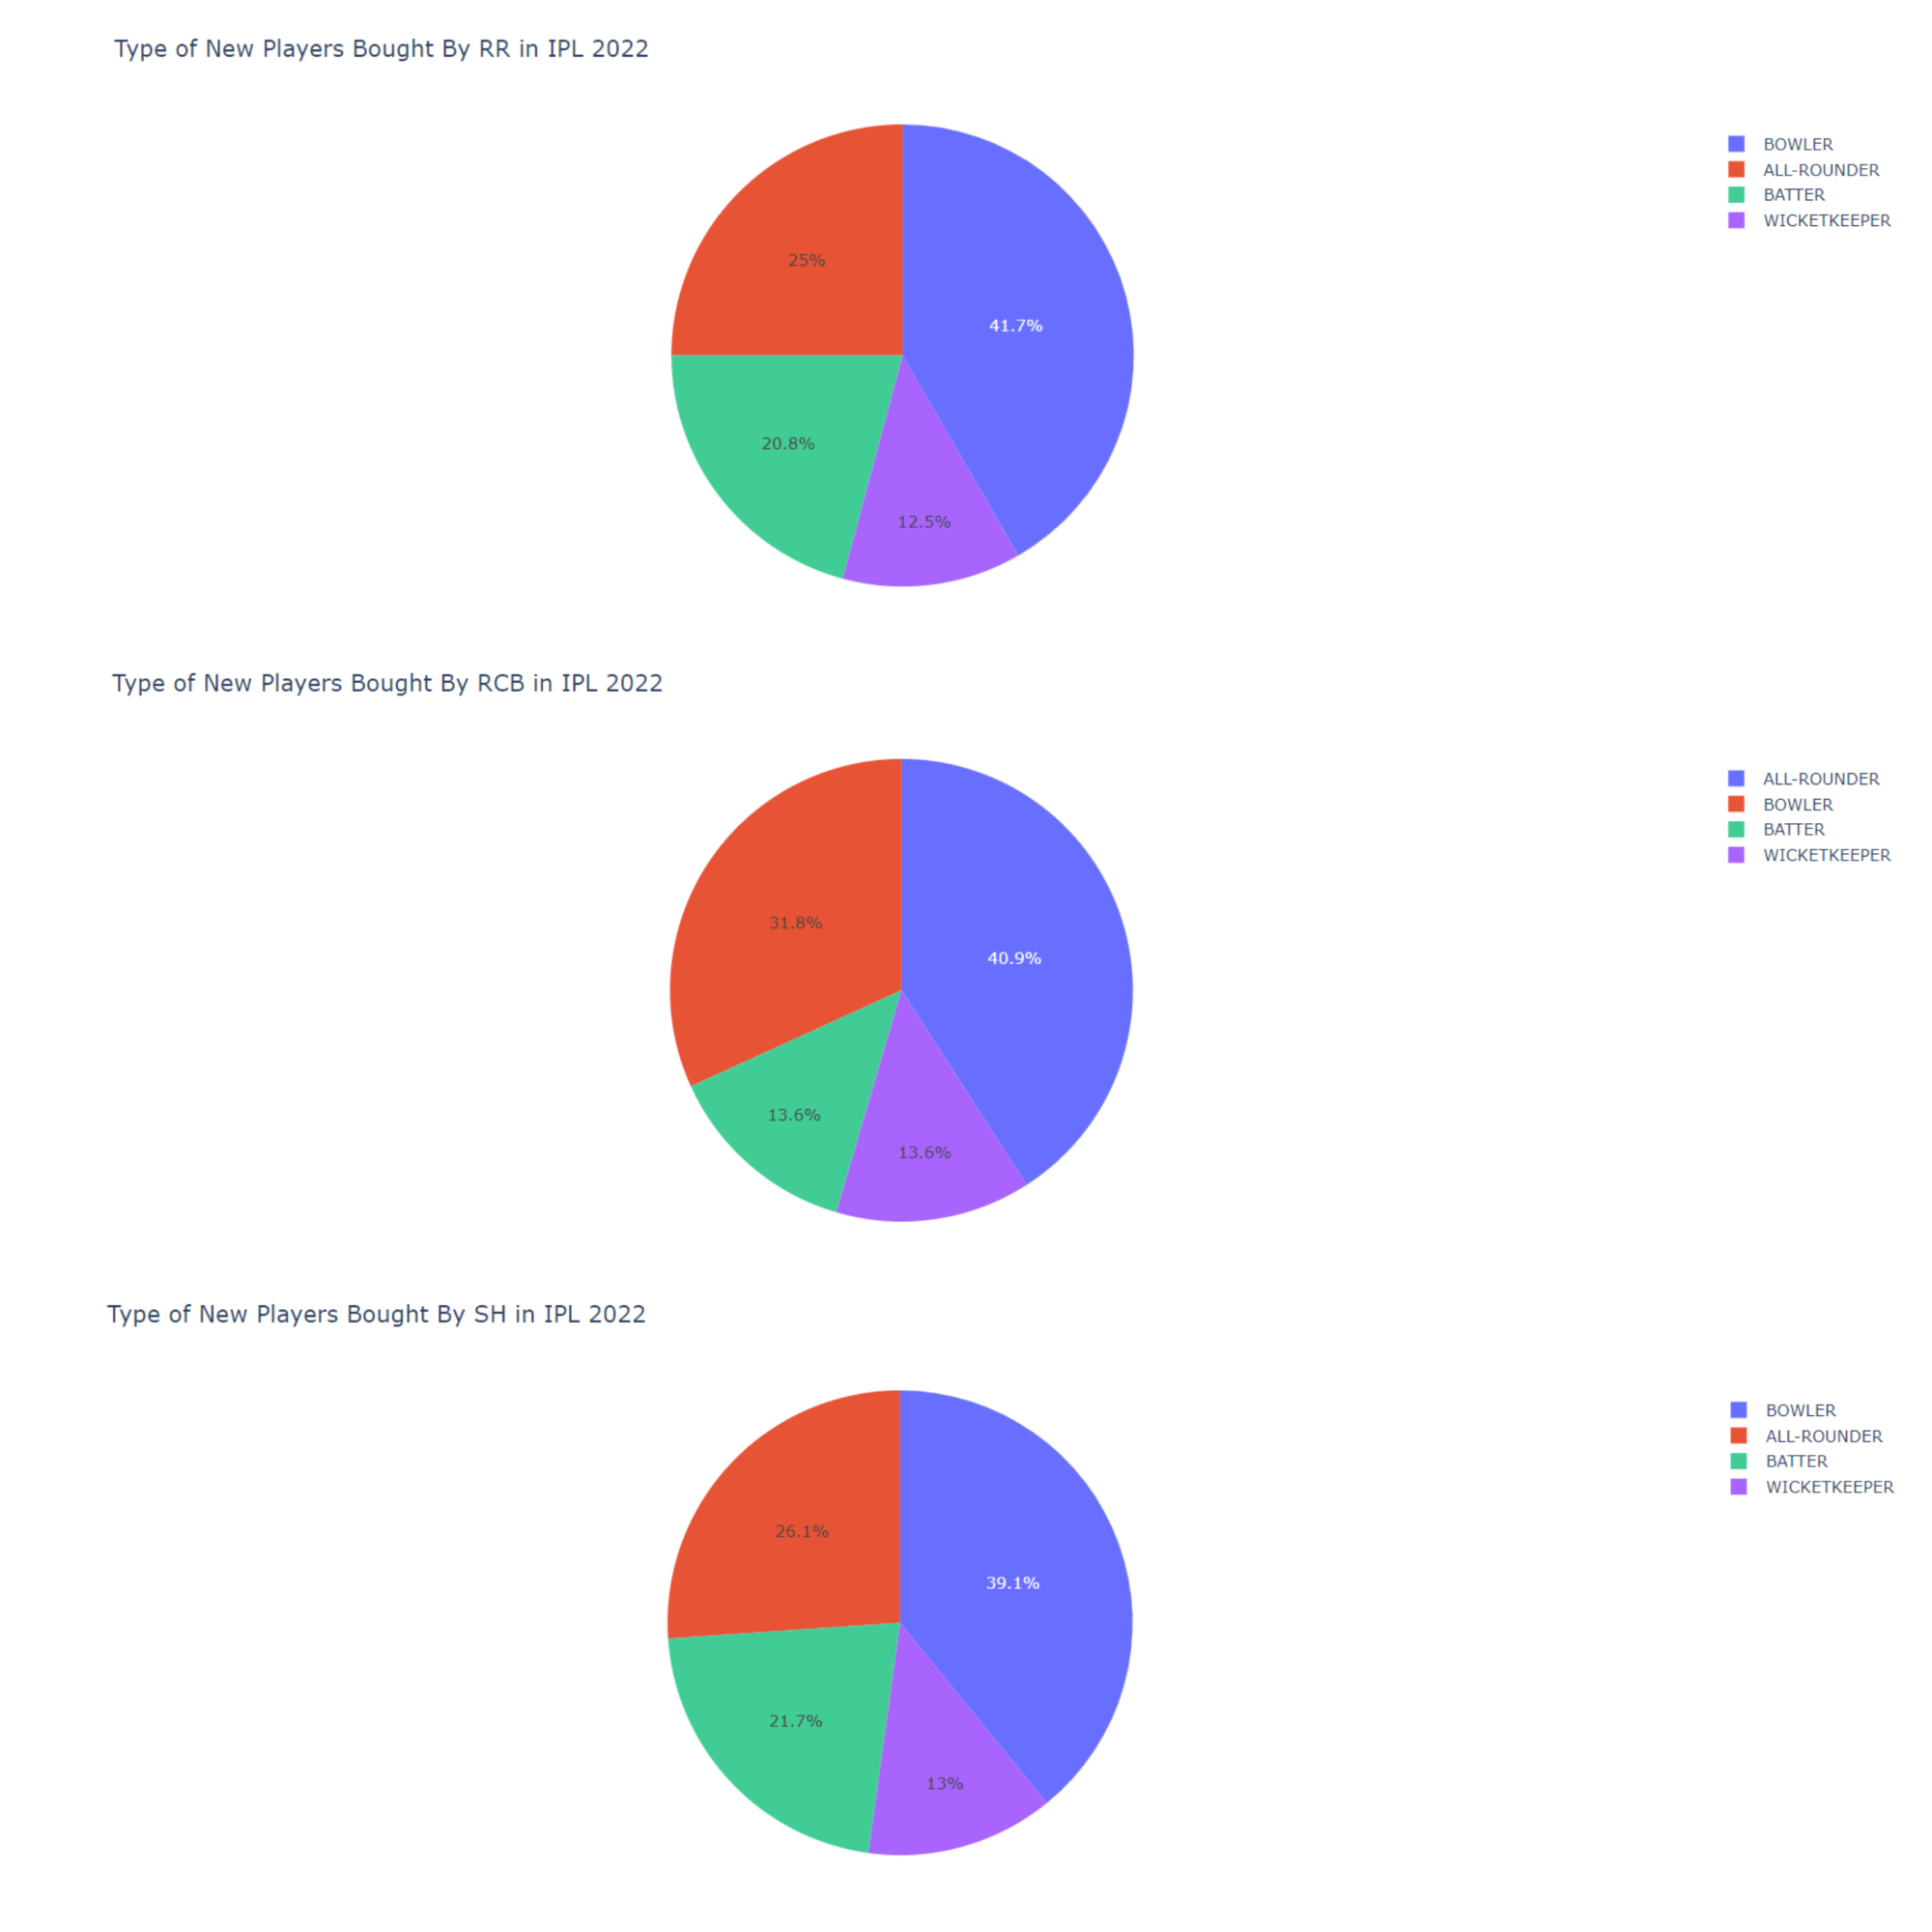 Type of New Players Bought By RR in IPL 2022
BOWLER
ALL-ROUNDER
BATTER
WICKETKEEPER
25%
41.7%
20.8%
12.5%
Type of New Players Bought By RCB in IPL 2022
ALL-ROUNDER
BOWLER
BATTER
WICKETKEEPER
31.8%
40.9%
13.6%
13.6%
Type of New Players Bought By SH in IPL 2022
BOWLER
ALL-ROUNDER
BATTER
WICKETKEEPER
26.1%
39.1%
21.7%
13%